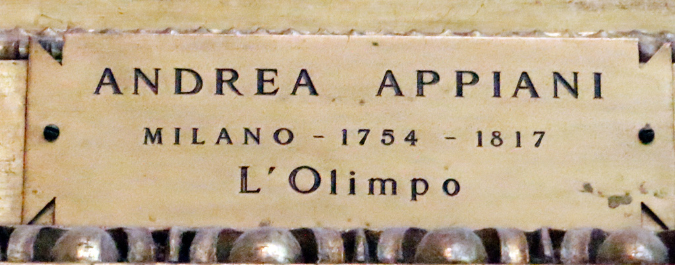 ANDREA APPIANI
MILANO - 1754 - 1817
L'Olimpo